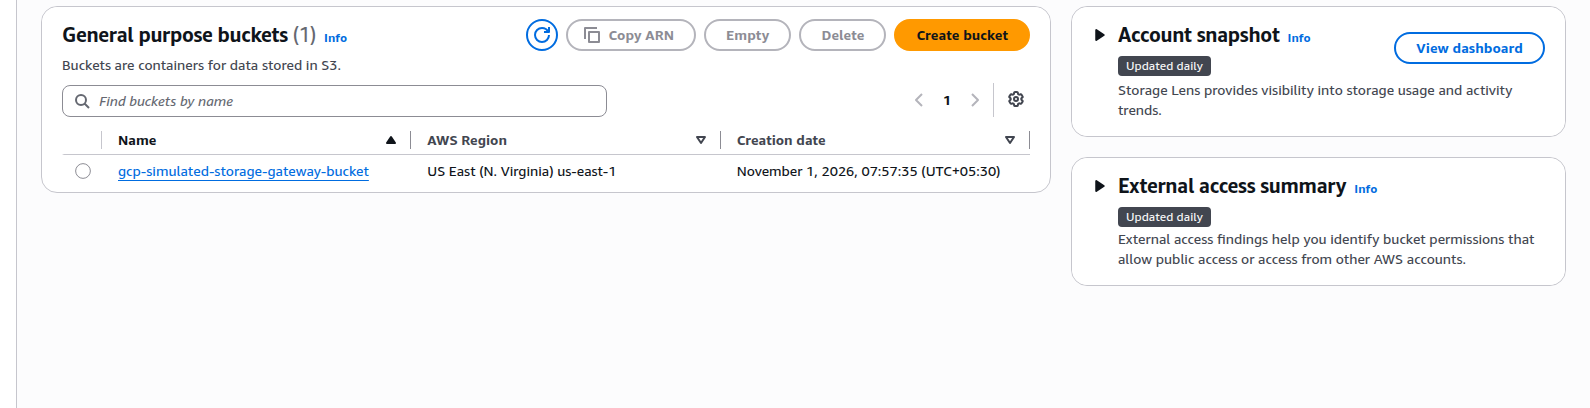 General purpose buckets (1) Info
Copy ARN
Empty
Delete
Create bucket
Buckets are containers for data stored in S3.
Find buckets by name
1
Name
AWS Region
Creation date
gcp-simulated-storage-gateway-bucket
US East (N. Virginia) us-east-1
November 1, 2026, 07:57:35 (UTC+05:30)
Account snapshot Info
View dashboard
Updated daily
Storage Lens provides visibility into storage usage and activity
trends.
External access summary Info
Updated daily
External access findings help you identify bucket permissions that
allow public access or access from other AWS accounts.